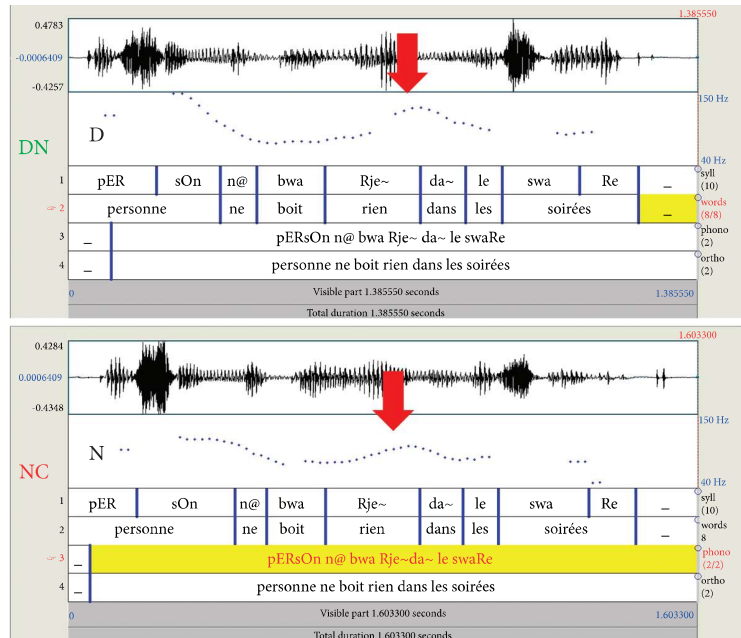 1.385550
0.4783
-0.0006409
-0.4257
150 Hz
D
DN
40 Hz
1 pER sOn n@ bwa Rje~ da~ le swa Re _ syll (10)
☞ 2 personne ne boit rien dans les soirées _ words (8/8)
3 _ pERsOn n@ bwa Rje~ da~ le swaRe phono (2)
4 _ personne ne boit rien dans les soirées ortho (2)
0 Visible part 1.385550 seconds 1.385550
Total duration 1.385550 seconds
1.603300
0.4284
0.0006409
-0.4348
150 Hz
N
NC
40 Hz
1 pER sOn n@ bwa Rje~ da~ le swa Re _ syll (10)
2 personne ne boit rien dans les soirées _ words 8
☞ 3 _ pERsOn n@ bwa Rje~da~ le swaRe phono (2/2)
4 _ personne ne boit rien dans les soirées ortho (2)
0 Visible part 1.603300 seconds 1.603300
Total duration 1.603300 seconds